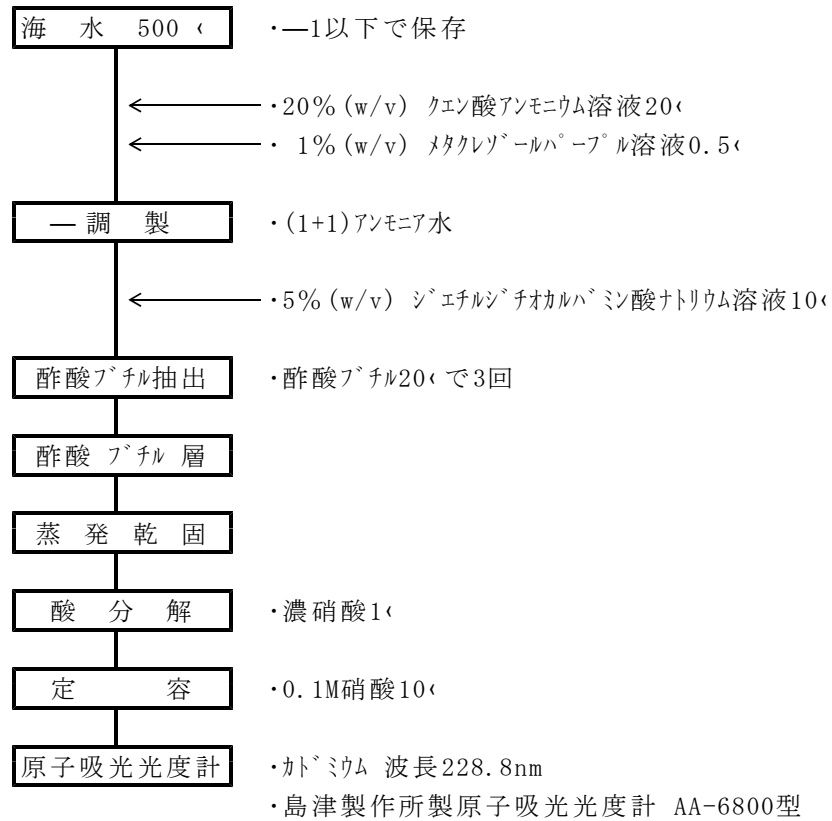 海 水 500 ‹ ・―1以下で保存
・20%(w/v) クエン酸アンモニウム溶液20‹
・ 1%(w/v) メタクレゾールパープル溶液0.5‹
― 調 製 ・(1+1)アンモニア水
・5%(w/v) ジエチルジチオカルバミン酸ナトリウム溶液10‹
酢酸ブチル抽出 ・酢酸ブチル20‹で3回
酢酸 ブチル 層
蒸 発 乾 固
酸 分 解 ・濃硝酸1‹
定 容 ・0.1M硝酸10‹
原子吸光光度計 ・カドミウム 波長228.8nm
・島津製作所製原子吸光光度計 AA-6800型